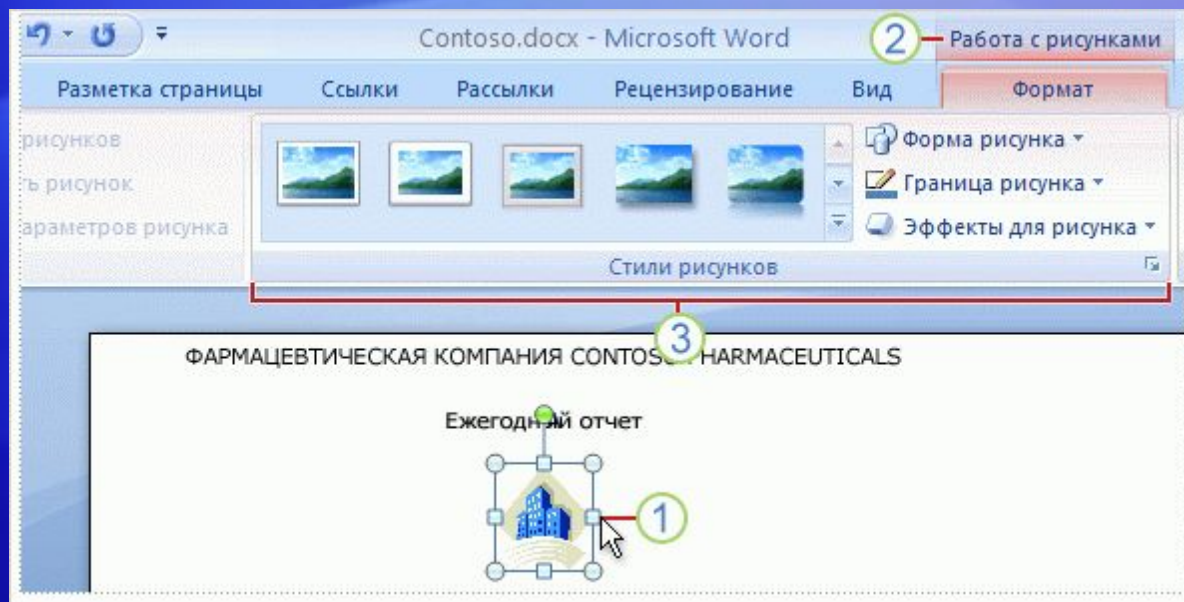 Contoso.docx - Microsoft Word
2
Работа с рисунками
Разметка страницы Ссылки Рассылки Рецензирование Вид Формат
рисунков
ь рисунок
араметров рисунка
Форма рисунка
Граница рисунка
Эффекты для рисунка
Стили рисунков
3
ФАРМАЦЕВТИЧЕСКАЯ КОМПАНИЯ CONTOSO PHARMACEUTICALS
Ежегодный отчет
1